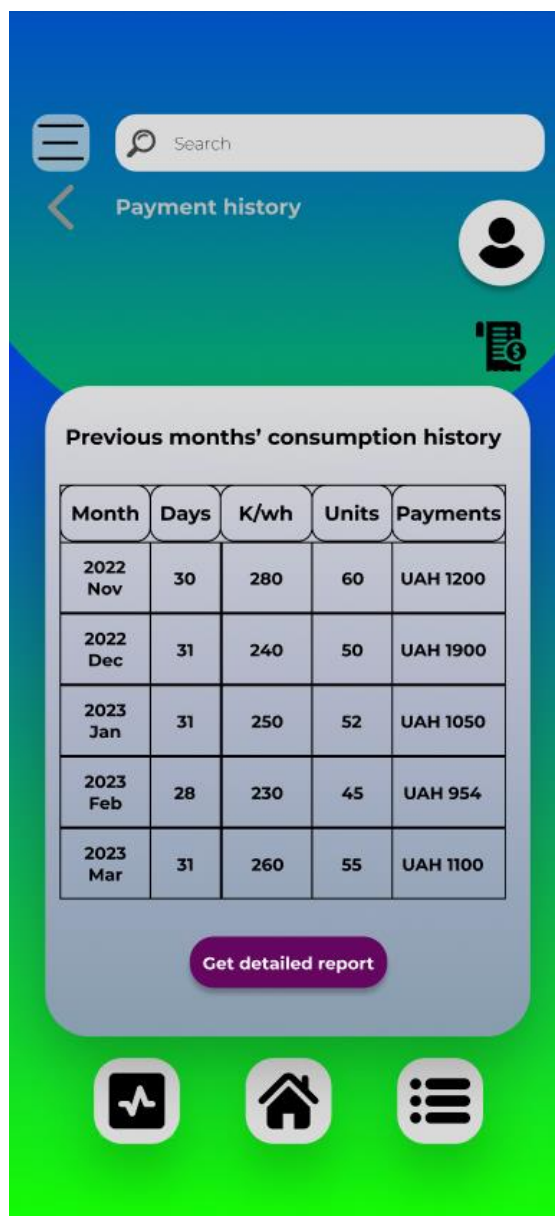 Search
Payment history
Previous months’ consumption history
Month Days K/wh Units Payments
2022
Nov 30 280 60 UAH 1200
2022
Dec 31 240 50 UAH 1900
2023
Jan 31 250 52 UAH 1050
2023
Feb 28 230 45 UAH 954
2023
Mar 31 260 55 UAH 1100
Get detailed report